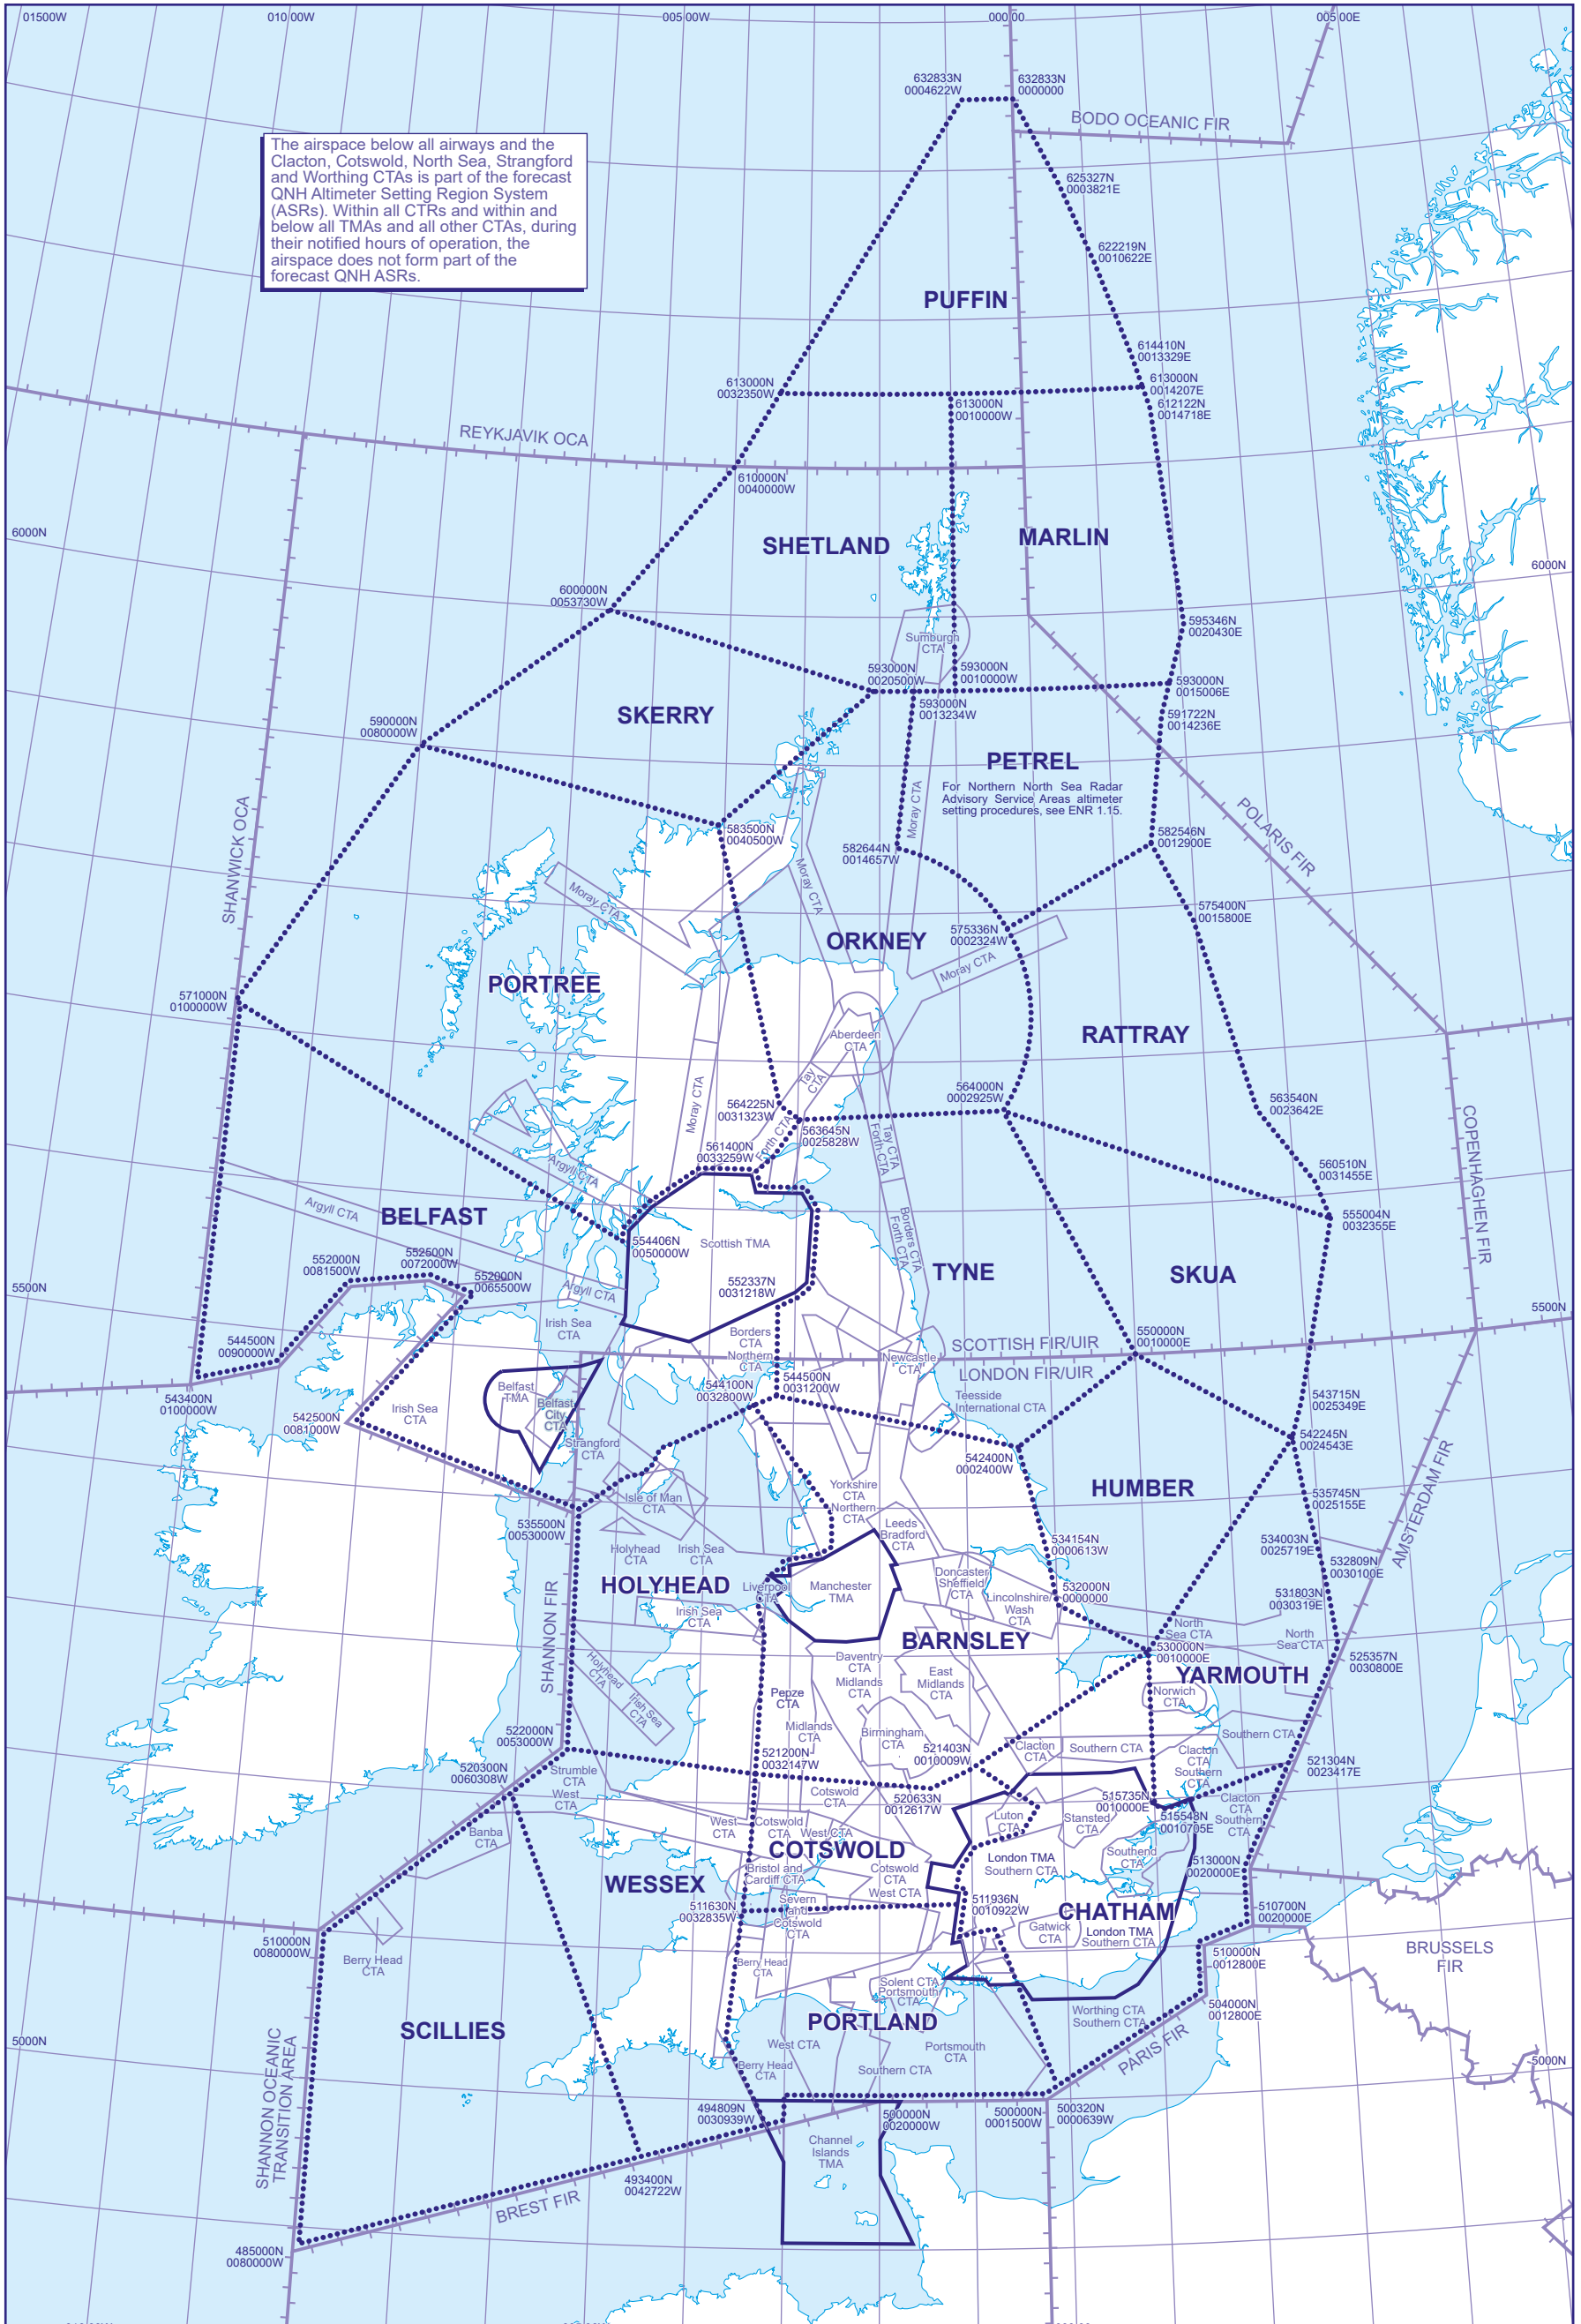 01500W
010 00W
005 00W
000 00
005 00E
632833N
0004622W
632833N
0000000
BODO OCEANIC FIR
The airspace below all airways and the
Clacton, Cotswold, North Sea, Strangford
and Worthing CTAs is part of the forecast
QNH Altimeter Setting Region System
(ASRs). Within all CTRs and within and
below all TMAs and all other CTAs, during
their notified hours of operation, the
airspace does not form part of the
forecast QNH ASRs.
625327N
0003821E
622219N
0010622E
PUFFIN
614410N
0013329E
613000N
0032350W
613000N
0014207E
613000N
0010000W
612122N
0014718E
REYKJAVIK OCA
610000N
0040000W
6000N
SHETLAND
MARLIN
6000N
600000N
0053730W
595346N
0020430E
Sumburgh
CTA
593000N
0020500W
593000N
0010000W
593000N
0015006E
593000N
0013234W
591722N
0014236E
SKERRY
590000N
0080000W
PETREL
For Northern North Sea Radar
Advisory Service Areas altimeter
setting procedures, see ENR 1.15.
Moray CTA
POLARIS FIR
SHANWICK OCA
583500N
0040500W
582644N
0014657W
582546N
0012900E
Moray CTA
Moray CTA
575400N
0015800E
575336N
0002324W
ORKNEY
Moray CTA
PORTREE
571000N
0100000W
RATTRAY
Aberdeen
CTA
Tay
CTA
Moray CTA
564225N
0031323W
564000N
0002925W
563540N
0023642E
COPENHAGHEN FIR
Forth CTA
563645N
0025828W
Tay CTA
Forth CTA
561400N
0033259W
560510N
0031455E
Argyll CTA
Argyll CTA
BELFAST
555004N
0032355E
Borders CTA
Forth CTA
554406N
0050000W
Scottish TMA
552000N
0081500W
552500N
0072000W
552000N
0065500W
Argyll CTA
552337N
0031218W
TYNE
SKUA
5500N
5500N
Irish Sea
CTA
544500N
0090000W
Borders
CTA
Northern
CTA
SCOTTISH FIR/UIR
LONDON FIR/UIR
550000N
0010000E
Newcastle
CTA
543400N
0100000W
Belfast
TMA
Belfast
City
CTA
544100N
0032800W
544500N
0031200W
Teesside
International CTA
543715N
0025349E
542500N
0081000W
Irish Sea
CTA
Strangford
CTA
542400N
0002400W
542245N
0024543E
Yorkshire
CTA
Northern
CTA
HUMBER
535745N
0025155E
AMSTERDAM FIR
Isle of Man
CTA
535500N
0053000W
Holyhead
CTA
Irish Sea
CTA
Leeds
Bradford
CTA
534154N
0000613W
534003N
0025719E
532809N
0030100E
HOLYHEAD
Liverpool
CTA
Manchester
TMA
Doncaster
Sheffield
CTA
Lincolnshire/
Wash
CTA
532000N
0000000
531803N
0030319E
SHANNON FIR
Irish Sea
CTA
BARNSLEY
North
Sea CTA
North
Sea CTA
530000N
0010000E
525357N
0030800E
Holyhead
CTA
Irish Sea
CTA
Daventry
CTA
Midlands
CTA
East
Midlands
CTA
YARMOUTH
Pepze
CTA
Norwich
CTA
Midlands
CTA
Birmingham
CTA
Southern CTA
522000N
0053000W
521200N
0032147W
521403N
0010009W
Clacton
CTA
Southern CTA
Clacton
CTA
Southern
CTA
521304N
0023417E
520300N
0060308W
Strumble
CTA
West
CTA
520633N
0012617W
Cotswold
CTA
515735N
0010000E
Clacton
CTA
Southern
CTA
Banba
CTA
West
CTA
Cotswold
CTA
West CTA
Luton
CTA
Stansted
CTA
515548N
0010705E
COTSWOLD
London TMA
Southern CTA
Southend
CTA
513000N
0020000E
WESSEX
Bristol and
Cardiff CTA
Cotswold
CTA
West CTA
Severn
and
Cotswold
CTA
511630N
0032835W
511936N
0010922W
CHATHAM
Gatwick
CTA
London TMA
Southern CTA
510700N
0020000E
510000N
0080000W
Berry Head
CTA
Berry Head
CTA
510000N
0012800E
BRUSSELS
FIR
Solent CTA
Portsmouth
CTA
Worthing CTA
Southern CTA
504000N
0012800E
SCILLIES
PORTLAND
5000N
West CTA
Portsmouth
CTA
PARIS FIR
5000N
Berry Head
CTA
Southern CTA
SHANNON OCEANIC
TRANSITION AREA
494809N
0030939W
500000N
0020000W
500000N
0001500W
500320N
0000639W
Channel
Islands
TMA
493400N
0042722W
BREST FIR
485000N
0080000W